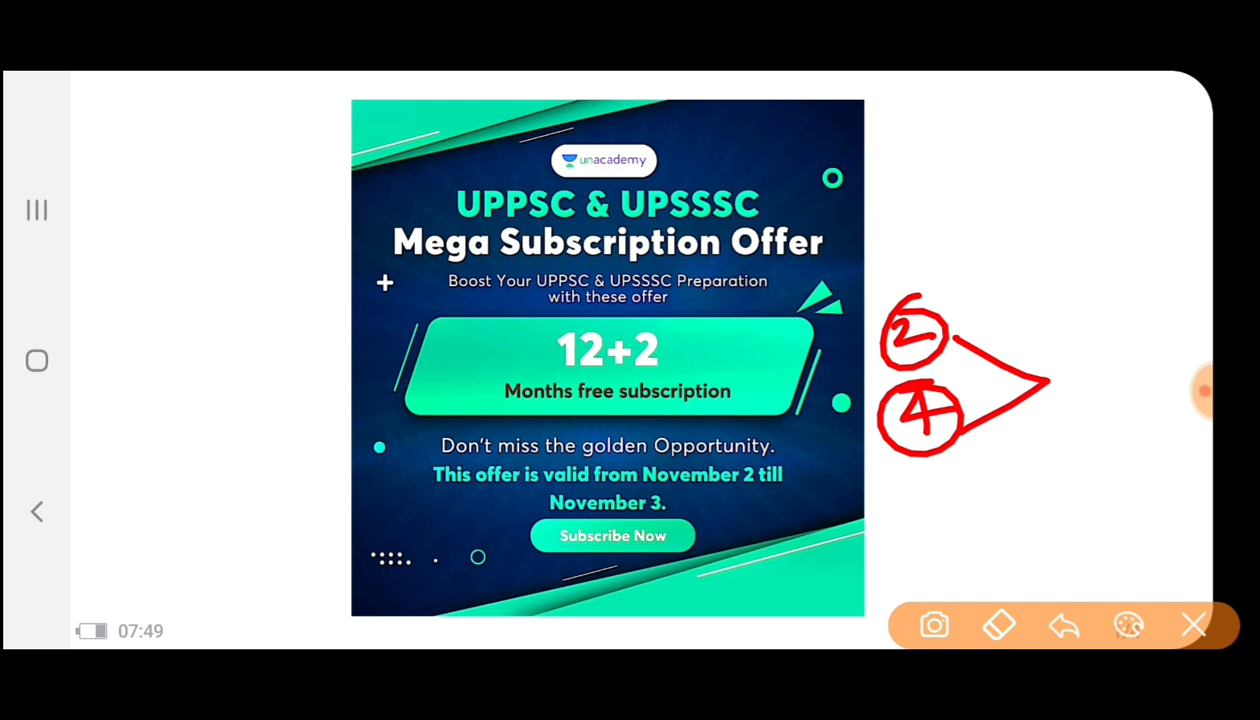 unacademy
UPPSC & UPSSSC
Mega Subscription Offer
Boost Your UPPSC & UPSSSC Preparation
with these offer
12+2
Months free subscription
Don't miss the golden Opportunity.
This offer is valid from November 2 till
November 3.
Subscribe Now
2
4
07:49